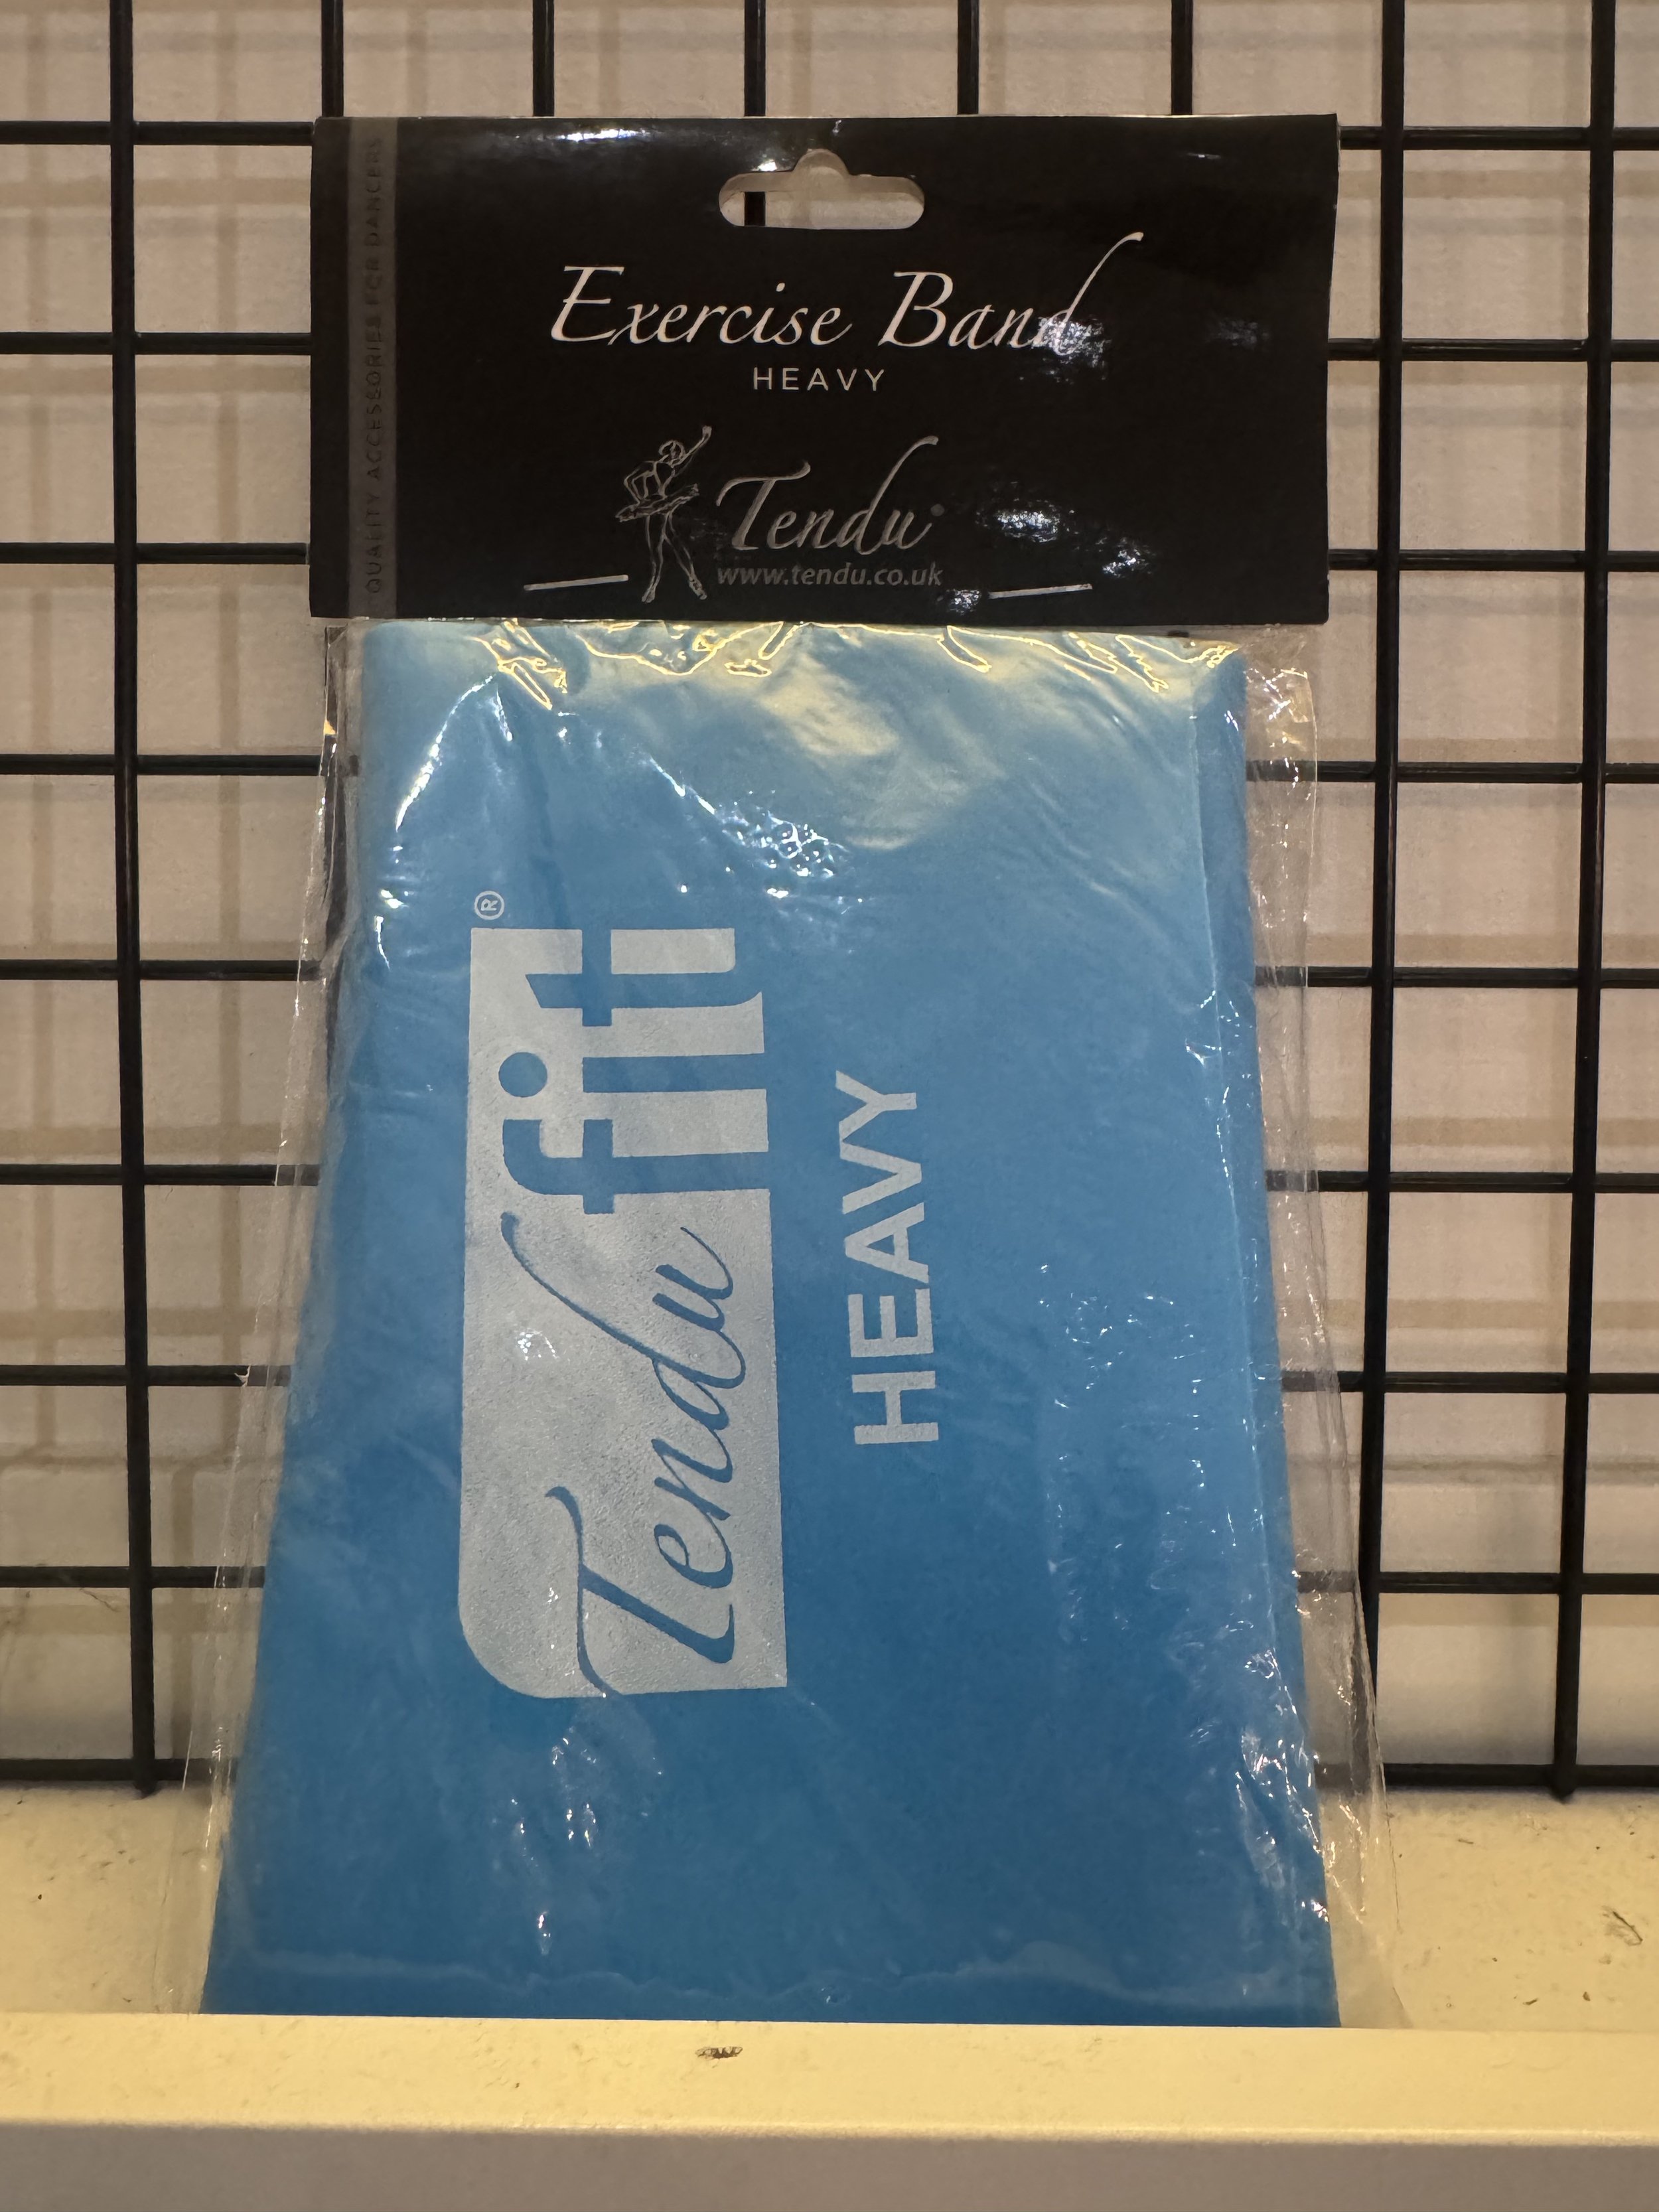 QUALITY ACCESSORIES FOR DANCERS
Exercise Band
HEAVY
Tendu®
www.tendu.co.uk
Tendu fit®
HEAVY